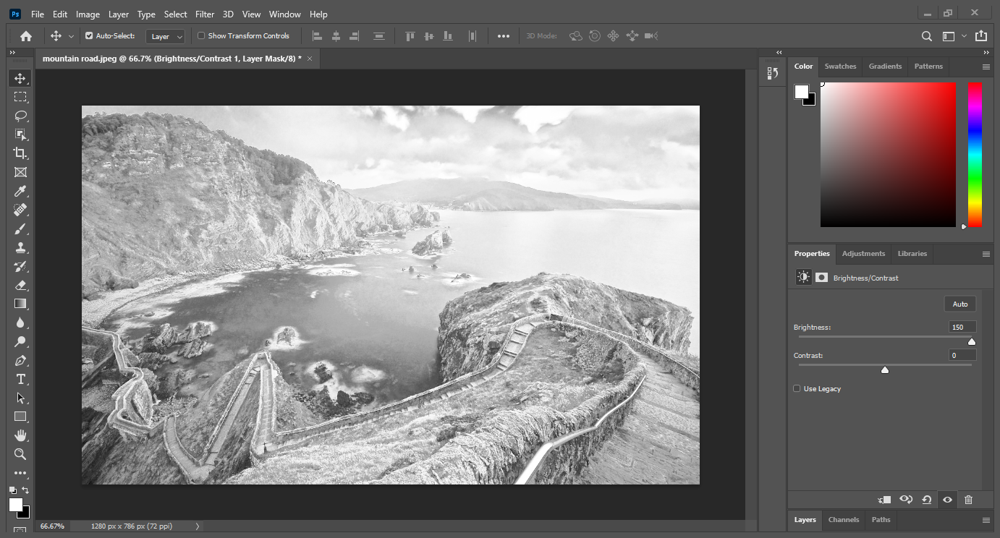 Ps File Edit Image Layer Type Select Filter 3D View Window Help
Auto-Select: Layer Show Transform Controls 3D Mode:
mountain road.jpeg @ 66.7% (Brightness/Contrast 1, Layer Mask/8) *
Color Swatches Gradients Patterns
Properties Adjustments Libraries
Brightness/Contrast
Auto
Brightness: 150
Contrast: 0
Use Legacy
Layers Channels Paths
66.67% 1280 px x 786 px (72 ppi)